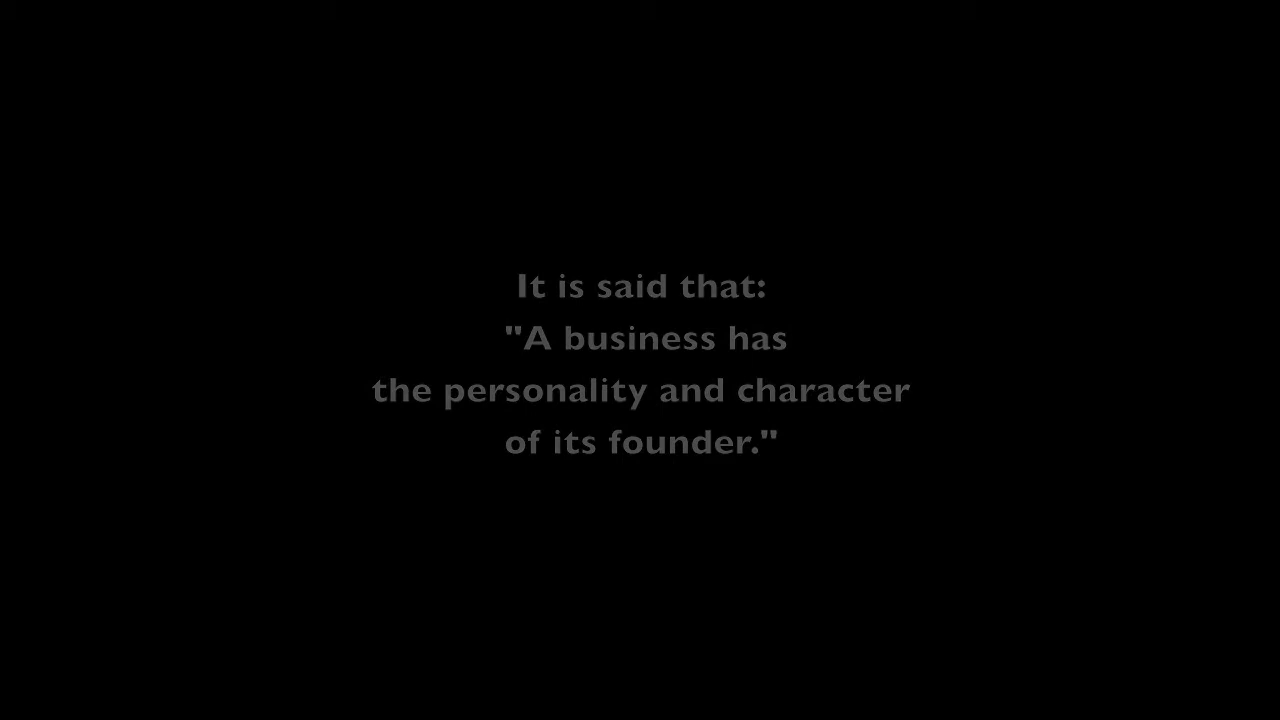 It is said that:
"A business has
the personality and character
of its founder."